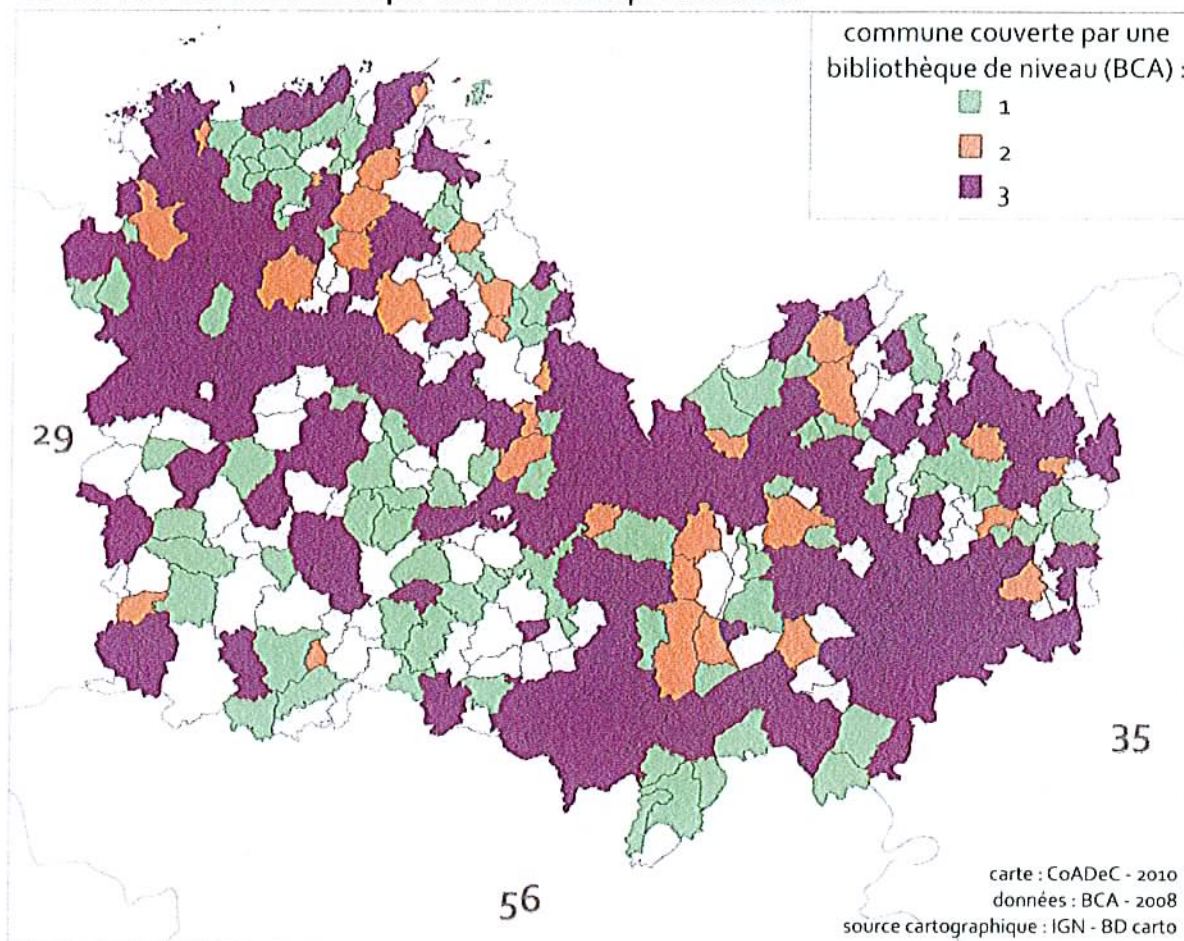 commune couverte par une
bibliothèque de niveau (BCA) :
1
2
3
29
35
56
carte : CoADeC - 2010
données : BCA - 2008
source cartographique : IGN - BD carto